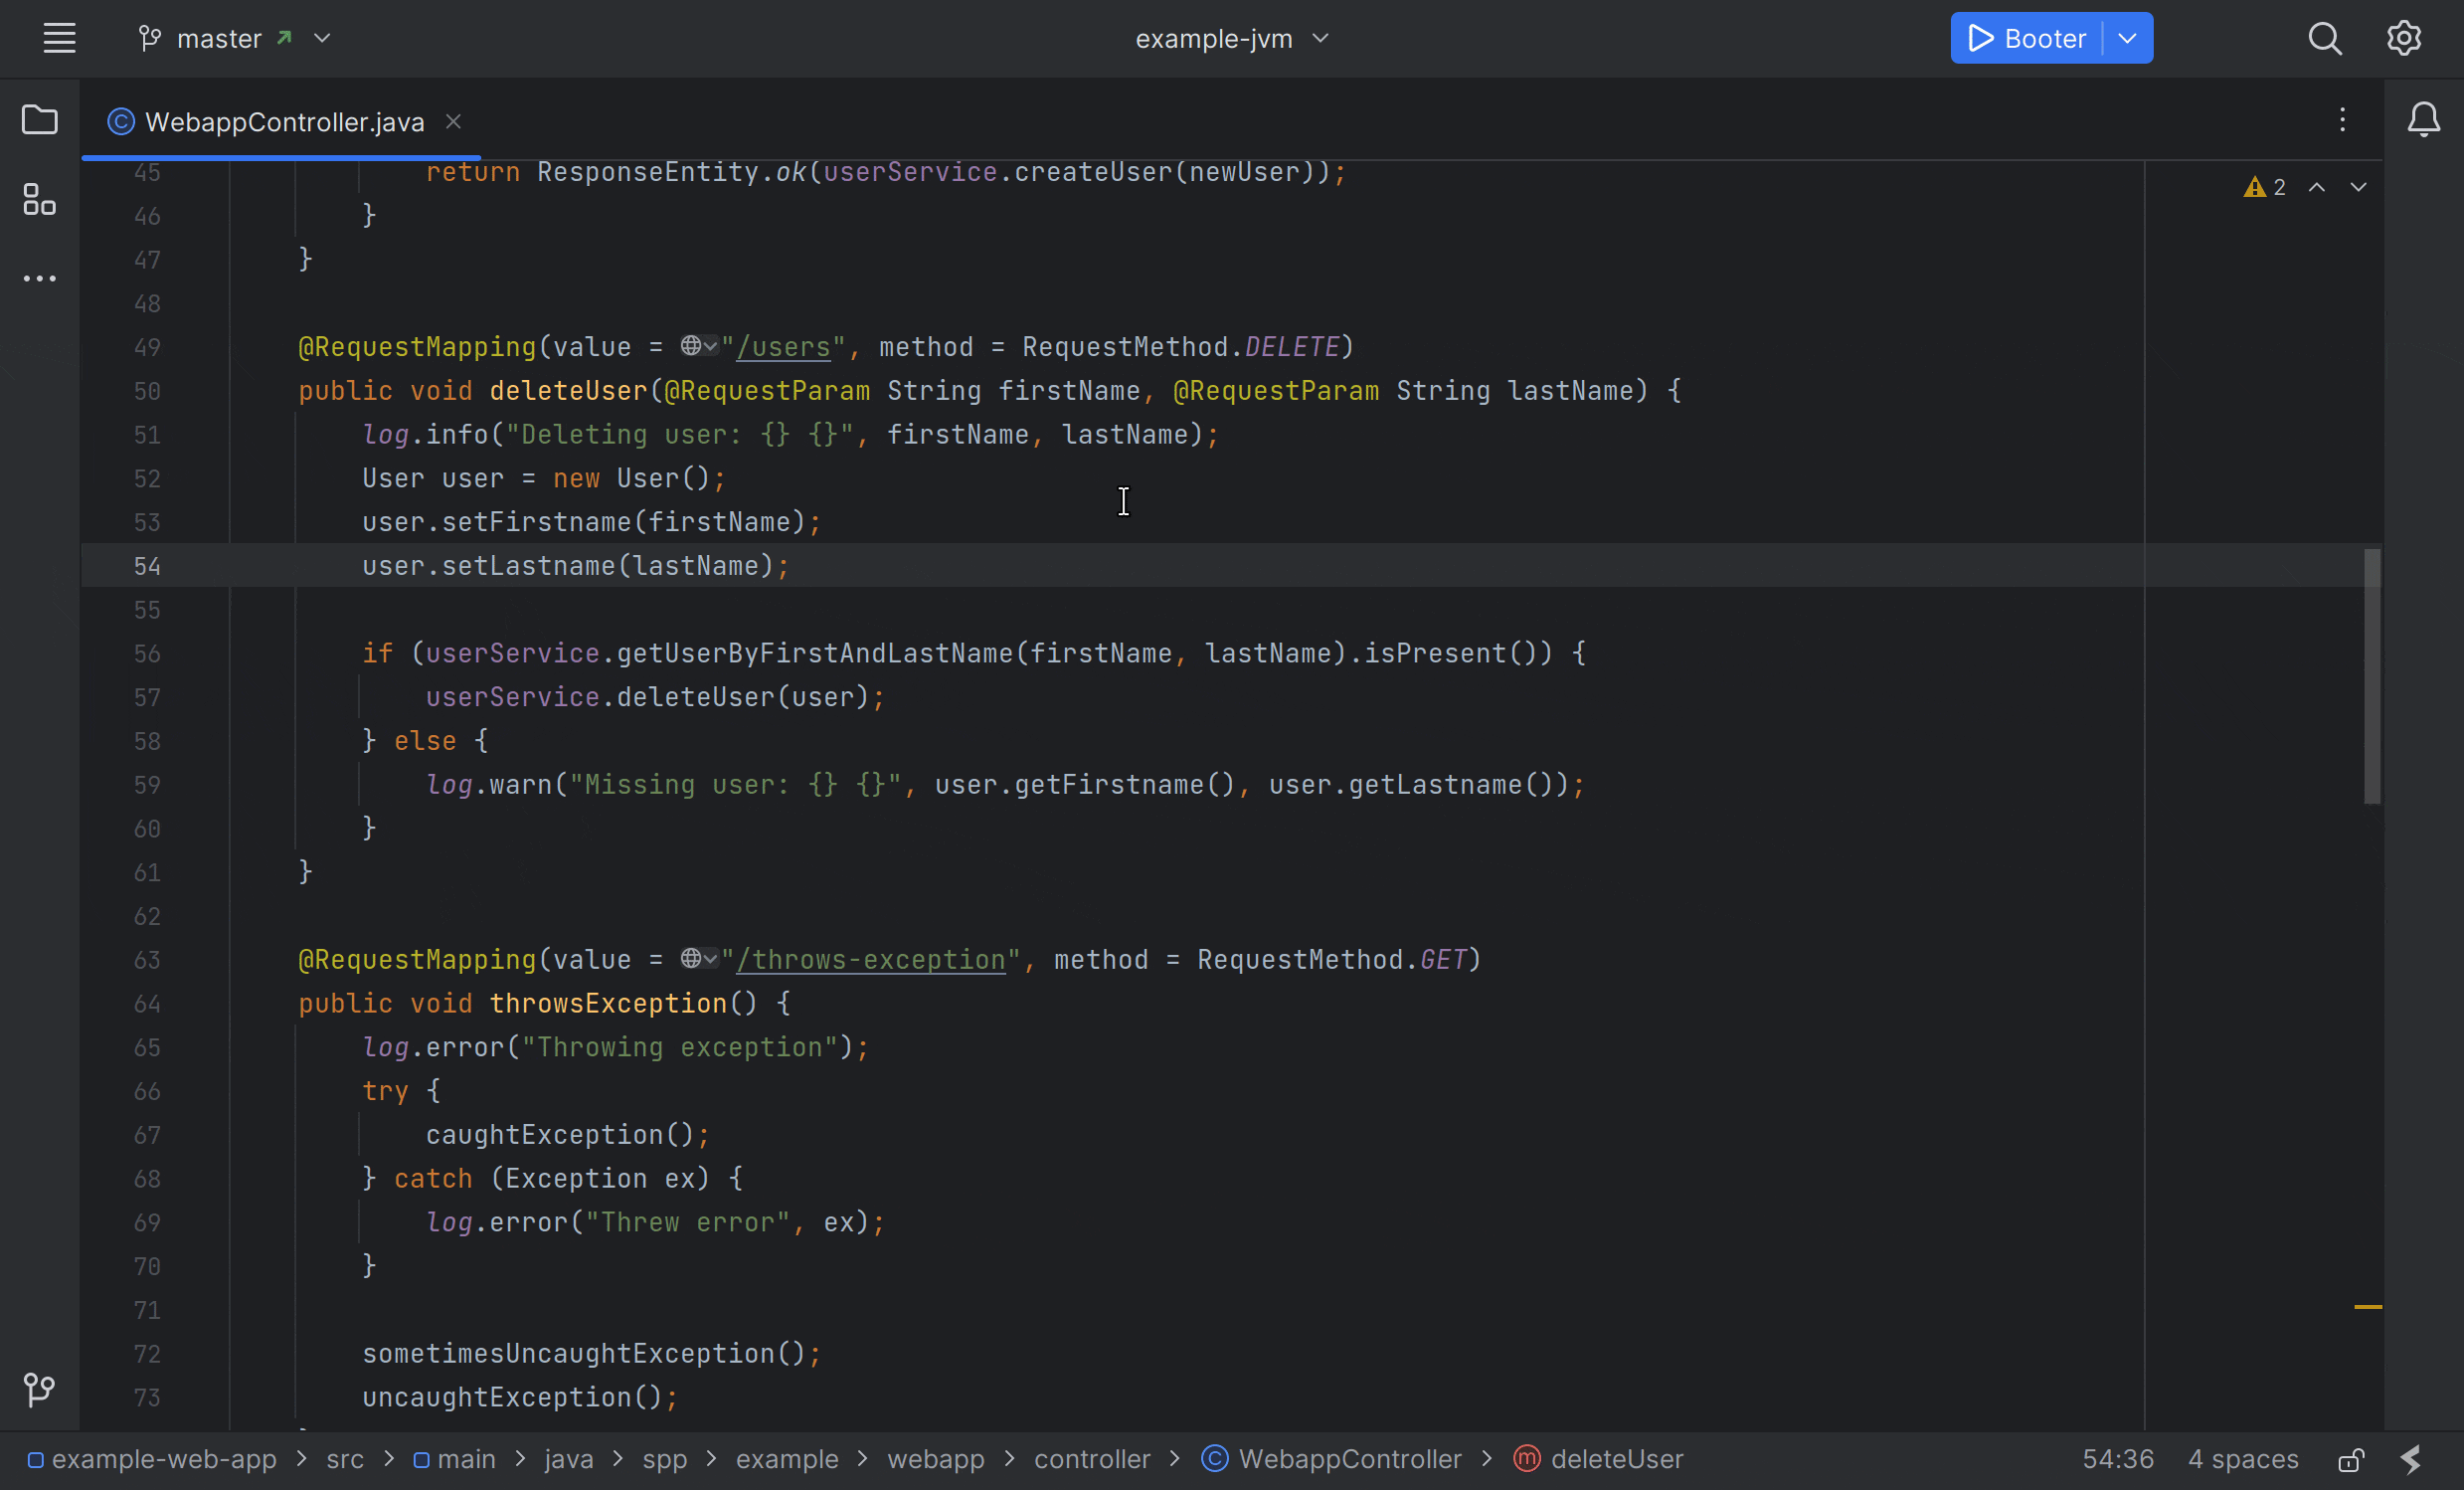 master
example-jvm
Booter
WebappController.java
2
45 return ResponseEntity.ok(userService.createUser(newUser));
46 }
47 }
48
49 @RequestMapping(value = "/users", method = RequestMethod.DELETE)
50 public void deleteUser(@RequestParam String firstName, @RequestParam String lastName) {
51 log.info("Deleting user: {} {}", firstName, lastName);
52 User user = new User();
53 user.setFirstname(firstName);
54 user.setLastname(lastName);
55
56 if (userService.getUserByFirstAndLastName(firstName, lastName).isPresent()) {
57 userService.deleteUser(user);
58 } else {
59 log.warn("Missing user: {} {}", user.getFirstname(), user.getLastname());
60 }
61 }
62
63 @RequestMapping(value = "/throws-exception", method = RequestMethod.GET)
64 public void throwsException() {
65 log.error("Throwing exception");
66 try {
67 caughtException();
68 } catch (Exception ex) {
69 log.error("Threw error", ex);
70 }
71
72 sometimesUncaughtException();
73 uncaughtException();
example-web-app > src > main > java > spp > example > webapp > controller > WebappController > deleteUser 54:36 4 spaces